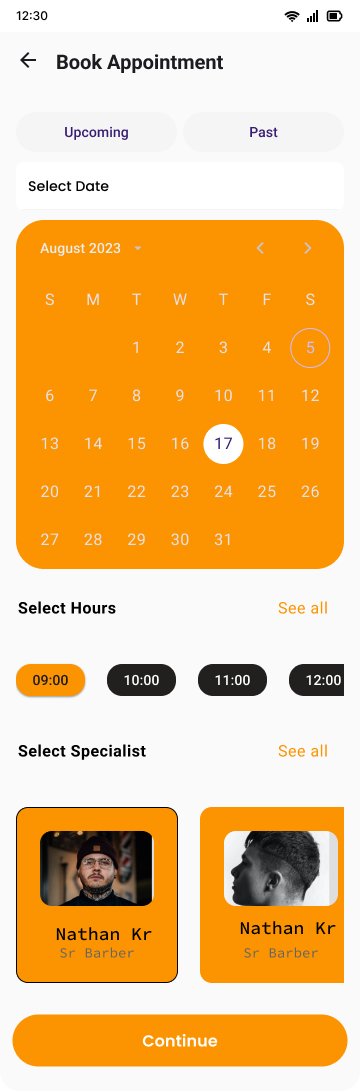 12:30
Book Appointment
Upcoming Past
Select Date
August 2023
S M T W T F S
1 2 3 4 5
6 7 8 9 10 11 12
13 14 15 16 17 18 19
20 21 22 23 24 25 26
27 28 29 30 31
Select Hours See all
09:00 10:00 11:00 12:00
Select Specialist See all
Nathan Kr Nathan Kr
Sr Barber Sr Barber
Continue